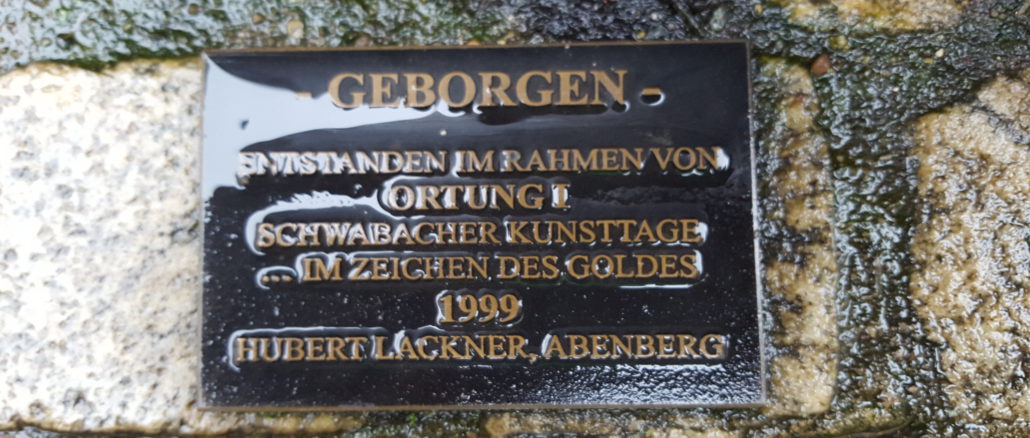 - GEBORGEN -
ENTSTANDEN IM RAHMEN VON
ORTUNG I
SCHWABACHER KUNSTTAGE
... IM ZEICHEN DES GOLDES
1999
HUBERT LACKNER, ABENBERG